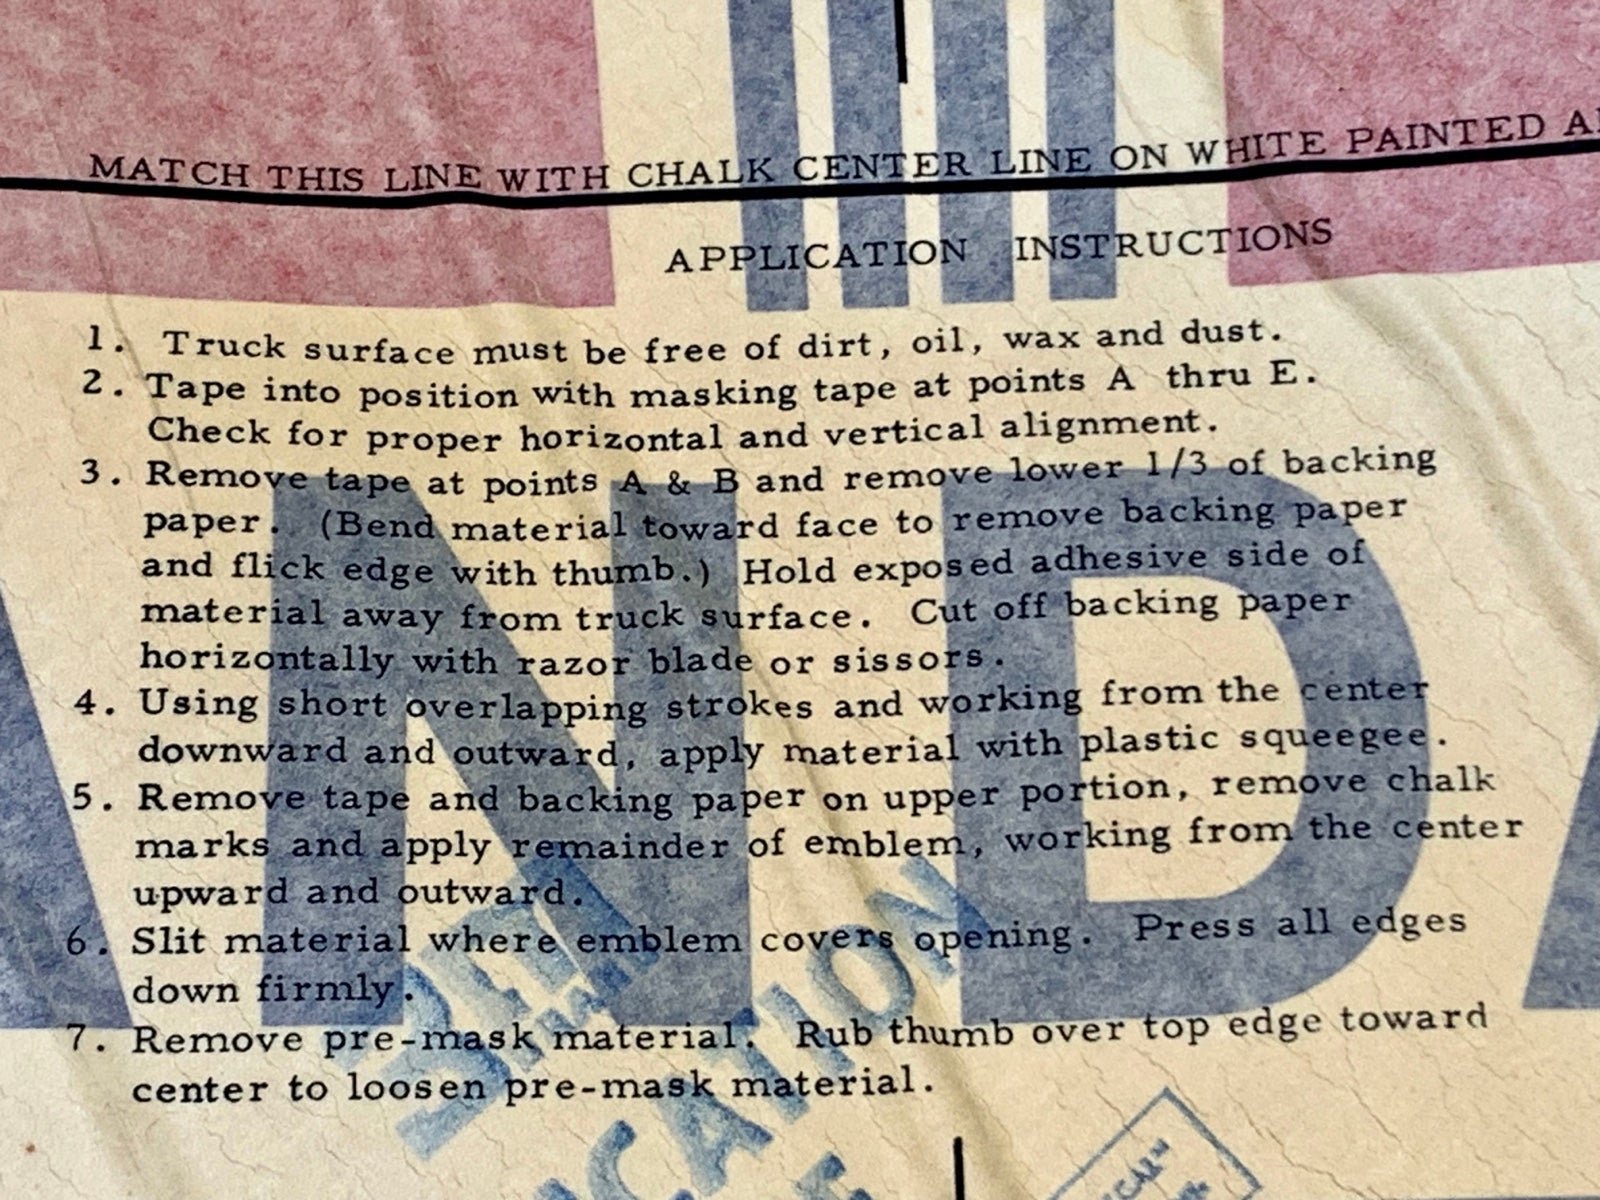 MATCH THIS LINE WITH CHALK CENTER LINE ON WHITE PAINTED
APPLICATION INSTRUCTIONS
1. Truck surface must be free of dirt, oil, wax and dust.
2. Tape into position with masking tape at points A thru E.
Check for proper horizontal and vertical alignment.
3. Remove tape at points A & B and remove lower 1/3 of backing
paper. (Bend material toward face to remove backing paper
and flick edge with thumb.) Hold exposed adhesive side of
material away from truck surface. Cut off backing paper
horizontally with razor blade or sissors.
4. Using short overlapping strokes and working from the center
downward and outward, apply material with plastic squeegee.
5. Remove tape and backing paper on upper portion, remove chalk
marks and apply remainder of emblem, working from the center
upward and outward.
6. Slit material where emblem covers opening. Press all edges
down firmly.
7. Remove pre-mask material. Rub thumb over top edge toward
center to loosen pre-mask material.
ND